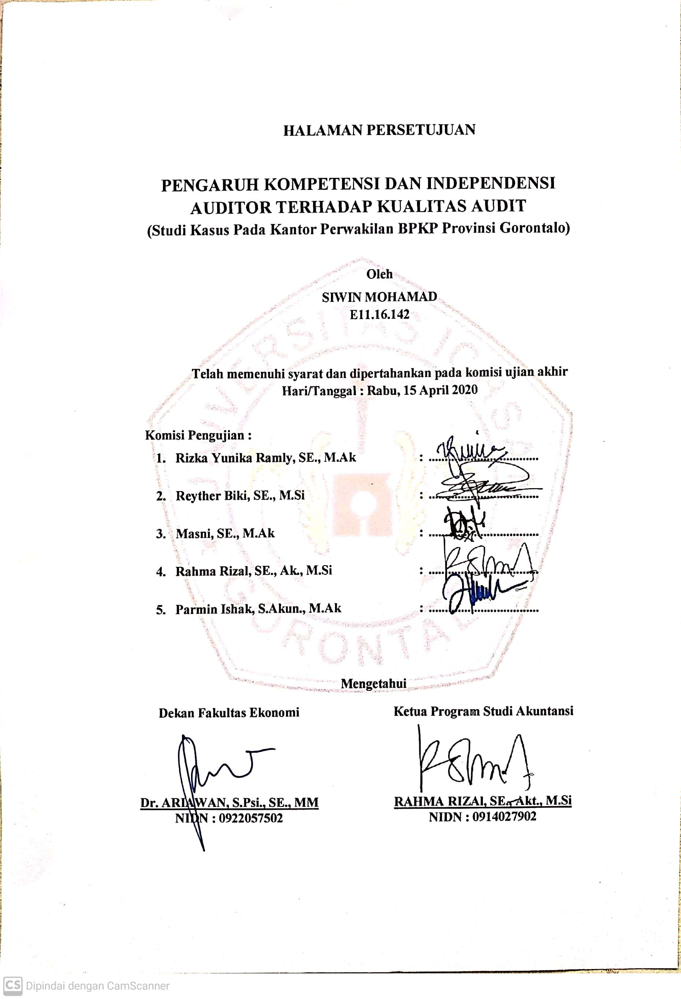 HALAMAN PERSETUJUAN
PENGARUH KOMPETENSI DAN INDEPENDENSI
AUDITOR TERHADAP KUALITAS AUDIT
(Studi Kasus Pada Kantor Perwakilan BPKP Provinsi Gorontalo)
Oleh
SIWIN MOHAMAD
E11.16.142
UNIVERSITAS ICHSAN
Telah memenuhi syarat dan dipertahankan pada komisi ujian akhir
Hari/Tanggal : Rabu, 15 April 2020
Komisi Pengujian :
1. Rizka Yunika Ramly, SE., M.Ak : ..............................
2. Reyther Biki, SE., M.Si : ..............................
3. Masni, SE., M.Ak : ..............................
4. Rahma Rizal, SE., Ak., M.Si : ..............................
5. Parmin Ishak, S.Akun., M.Ak : ..............................
GORONTALO
Mengetahui
Dekan Fakultas Ekonomi
Ketua Program Studi Akuntansi
Dr. ARIAWAN, S.Psi., SE., MM
NIDN : 0922057502
RAHMA RIZAl, SE., Akt., M.Si
NIDN : 0914027902
CS Dipindai dengan CamScanner